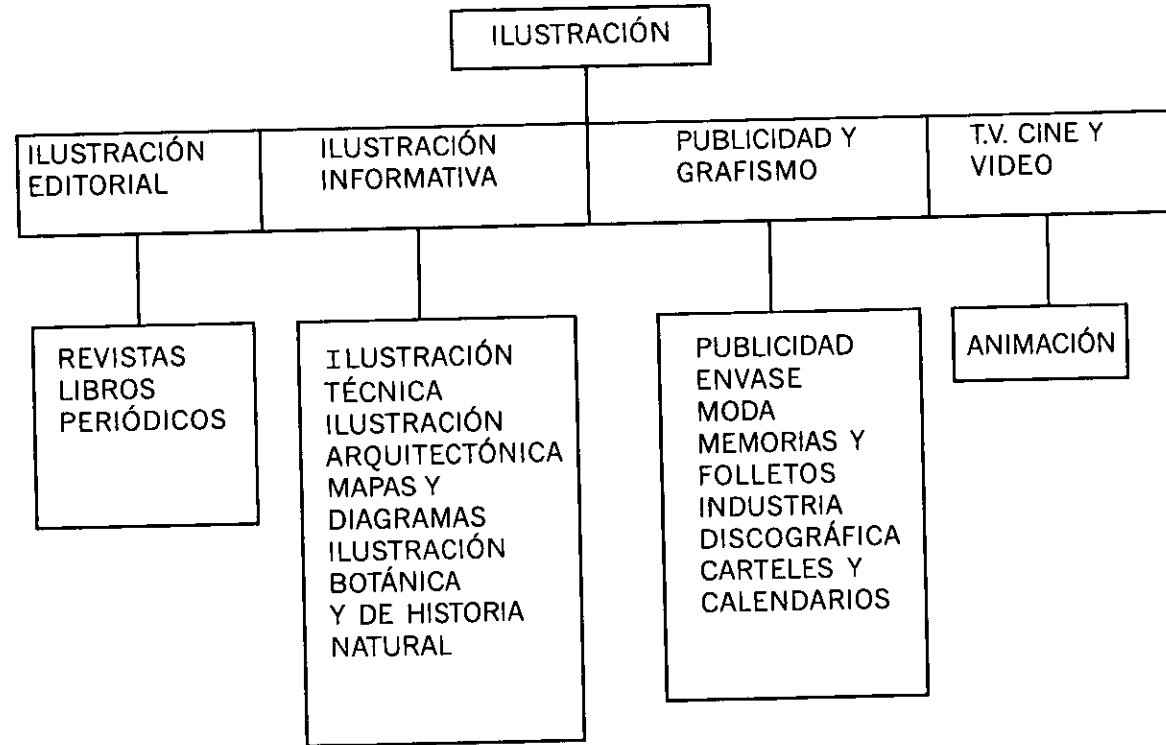 ILUSTRACIÓN
ILUSTRACIÓN
EDITORIAL
ILUSTRACIÓN
INFORMATIVA
PUBLICIDAD Y
GRAFISMO
T.V. CINE Y
VIDEO
REVISTAS
LIBROS
PERIÓDICOS
ILUSTRACIÓN
TÉCNICA
ILUSTRACIÓN
ARQUITECTÓNICA
MAPAS Y
DIAGRAMAS
ILUSTRACIÓN
BOTÁNICA
Y DE HISTORIA
NATURAL
PUBLICIDAD
ENVASE
MODA
MEMORIAS Y
FOLLETOS
INDUSTRIA
DISCOGRÁFICA
CARTELES Y
CALENDARIOS
ANIMACIÓN